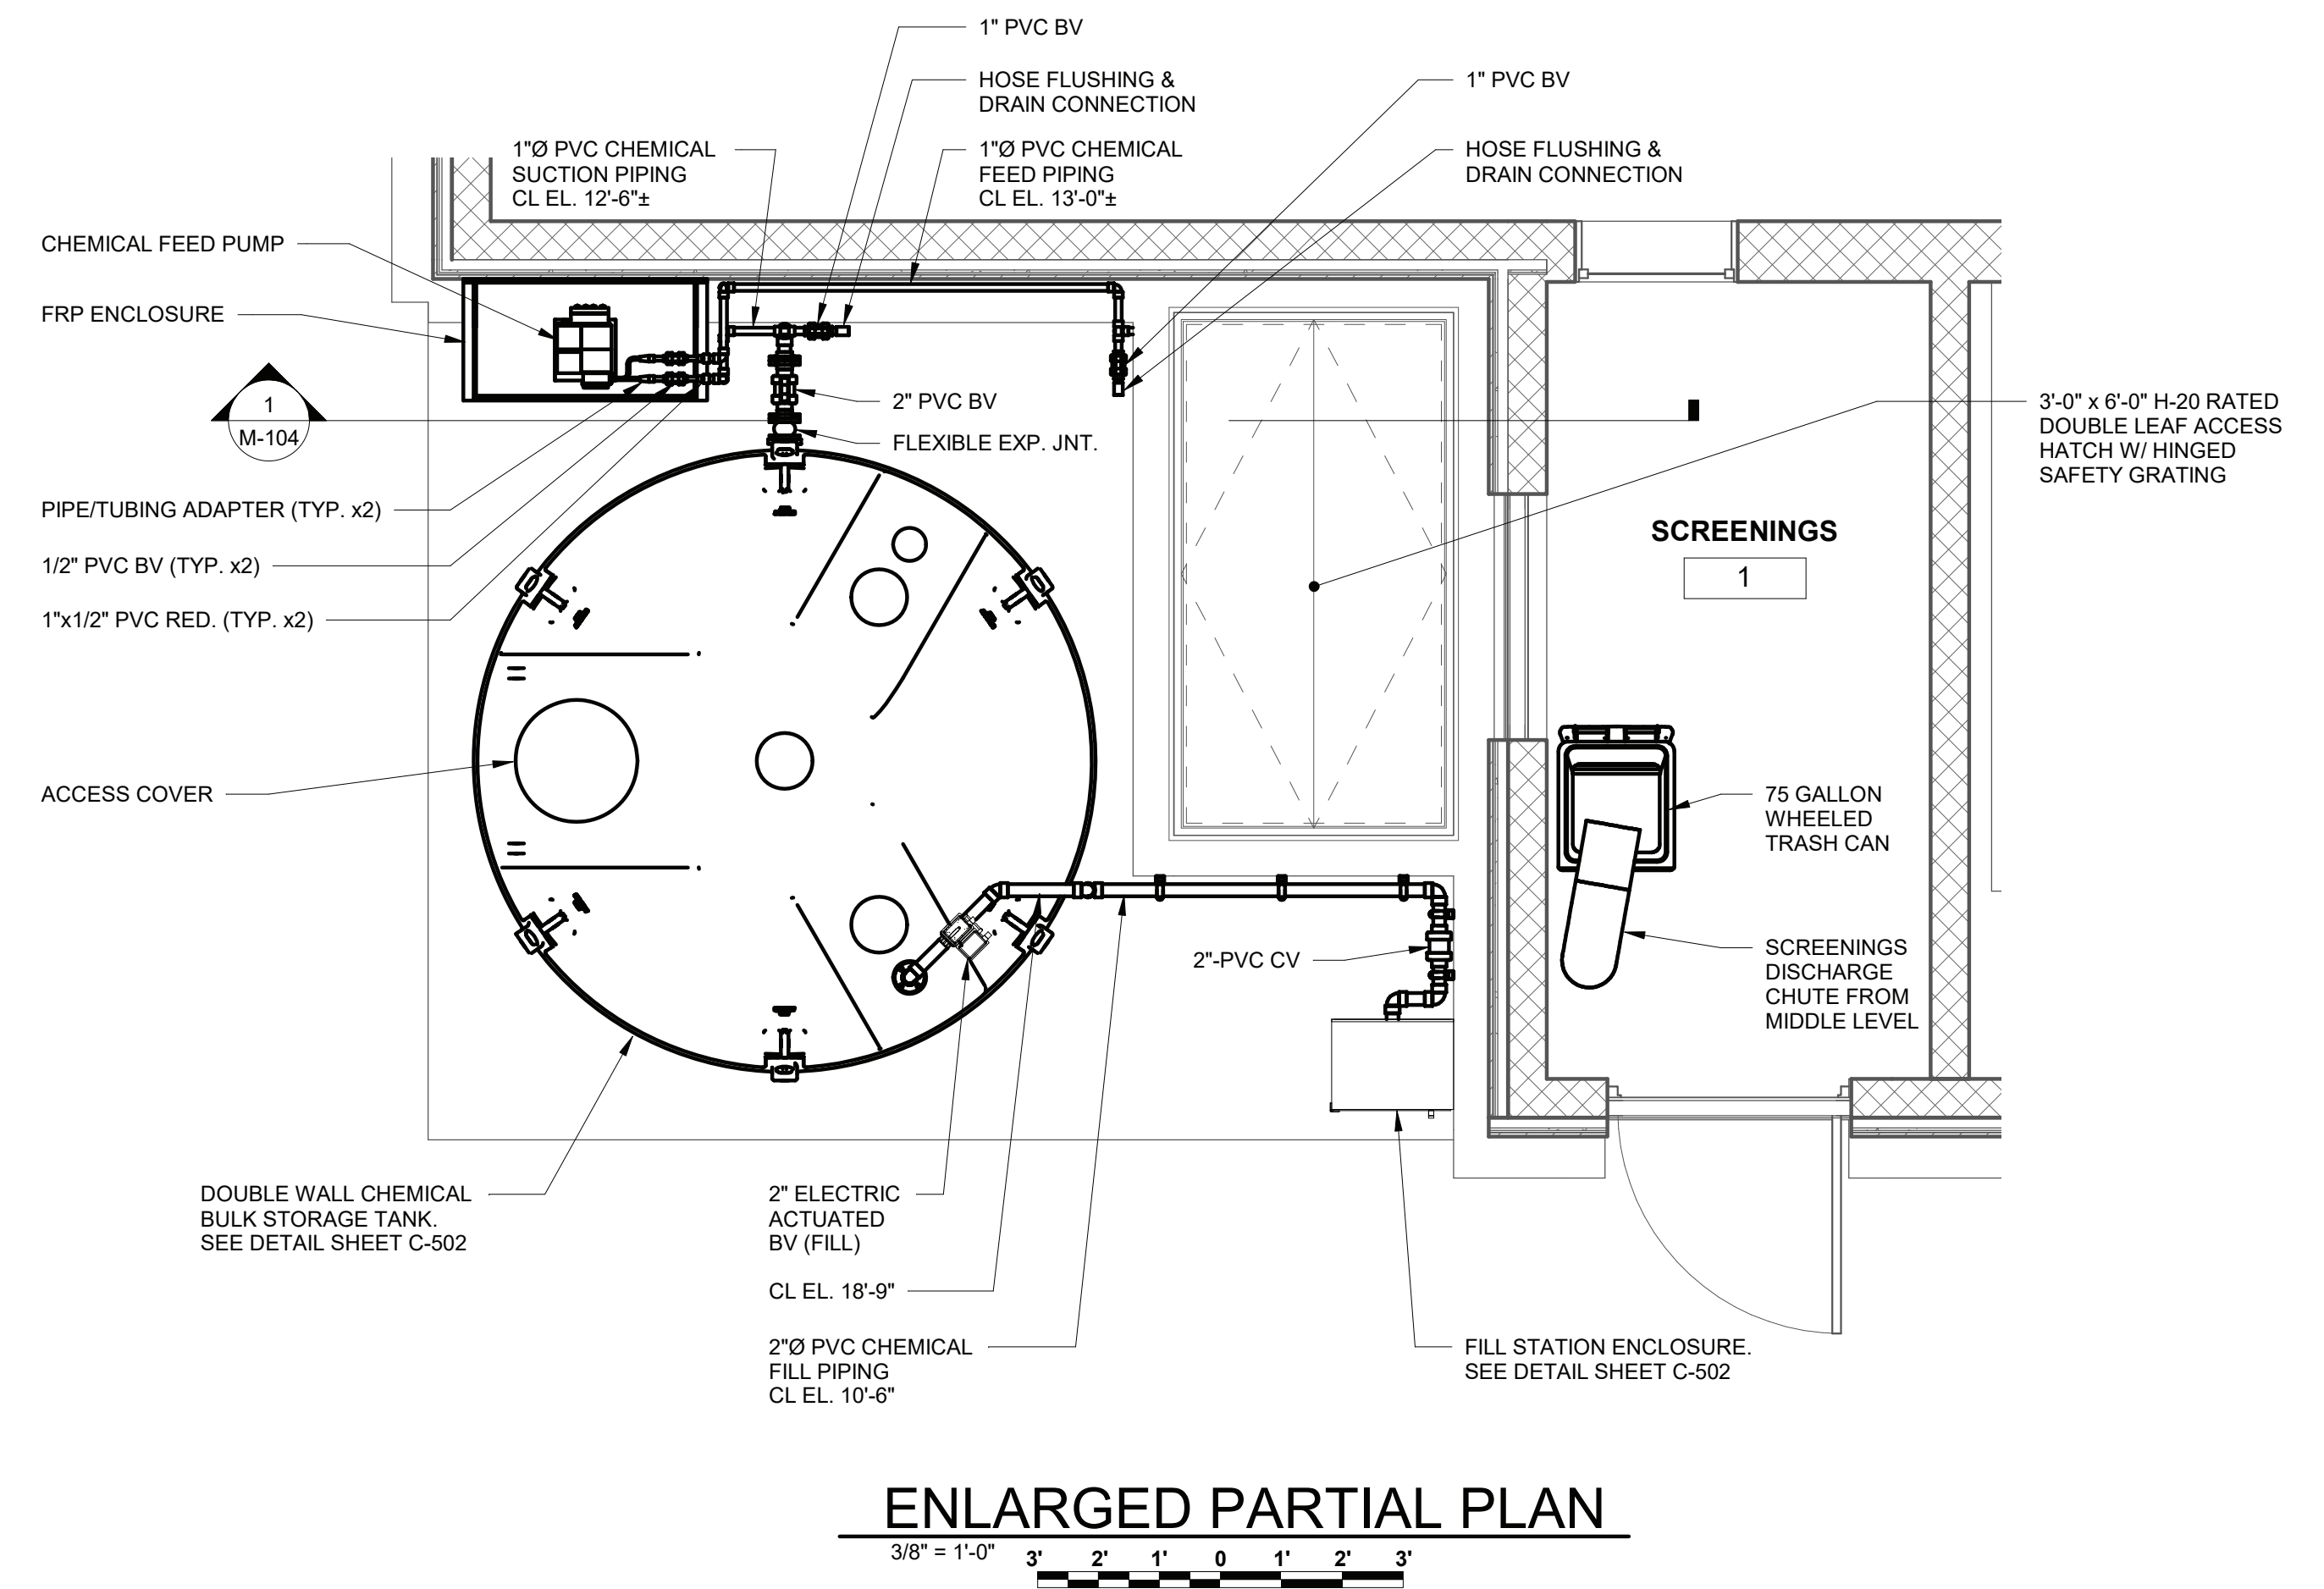 1" PVC BV
HOSE FLUSHING &
DRAIN CONNECTION
1" PVC BV
1"Ø PVC CHEMICAL
SUCTION PIPING
CL EL. 12'-6"±
1"Ø PVC CHEMICAL
FEED PIPING
CL EL. 13'-0"±
HOSE FLUSHING &
DRAIN CONNECTION
CHEMICAL FEED PUMP
FRP ENCLOSURE
1
M-104
2" PVC BV
FLEXIBLE EXP. JNT.
3'-0" x 6'-0" H-20 RATED
DOUBLE LEAF ACCESS
HATCH W/ HINGED
SAFETY GRATING
PIPE/TUBING ADAPTER (TYP. x2)
1/2" PVC BV (TYP. x2)
1"x1/2" PVC RED. (TYP. x2)
SCREENINGS
1
ACCESS COVER
75 GALLON
WHEELED
TRASH CAN
2"-PVC CV
SCREENINGS
DISCHARGE
CHUTE FROM
MIDDLE LEVEL
DOUBLE WALL CHEMICAL
BULK STORAGE TANK.
SEE DETAIL SHEET C-502
2" ELECTRIC
ACTUATED
BV (FILL)
CL EL. 18'-9"
2"Ø PVC CHEMICAL
FILL PIPING
CL EL. 10'-6"
FILL STATION ENCLOSURE.
SEE DETAIL SHEET C-502
ENLARGED PARTIAL PLAN
3/8" = 1'-0"
3' 2' 1' 0 1' 2' 3'